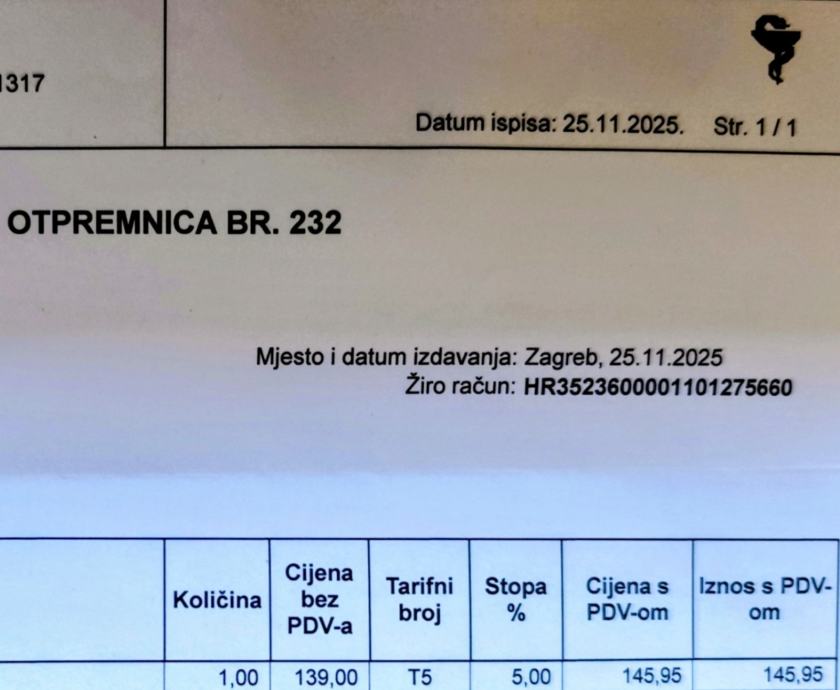 1317
Datum ispisa: 25.11.2025. Str. 1 / 1
OTPREMNICA BR. 232
Mjesto i datum izdavanja: Zagreb, 25.11.2025
Žiro račun: HR3523600001101275660
Količina Cijena bez PDV-a Tarifni broj Stopa % Cijena s PDV-om Iznos s PDV-om
1,00 139,00 T5 5,00 145,95 145,95